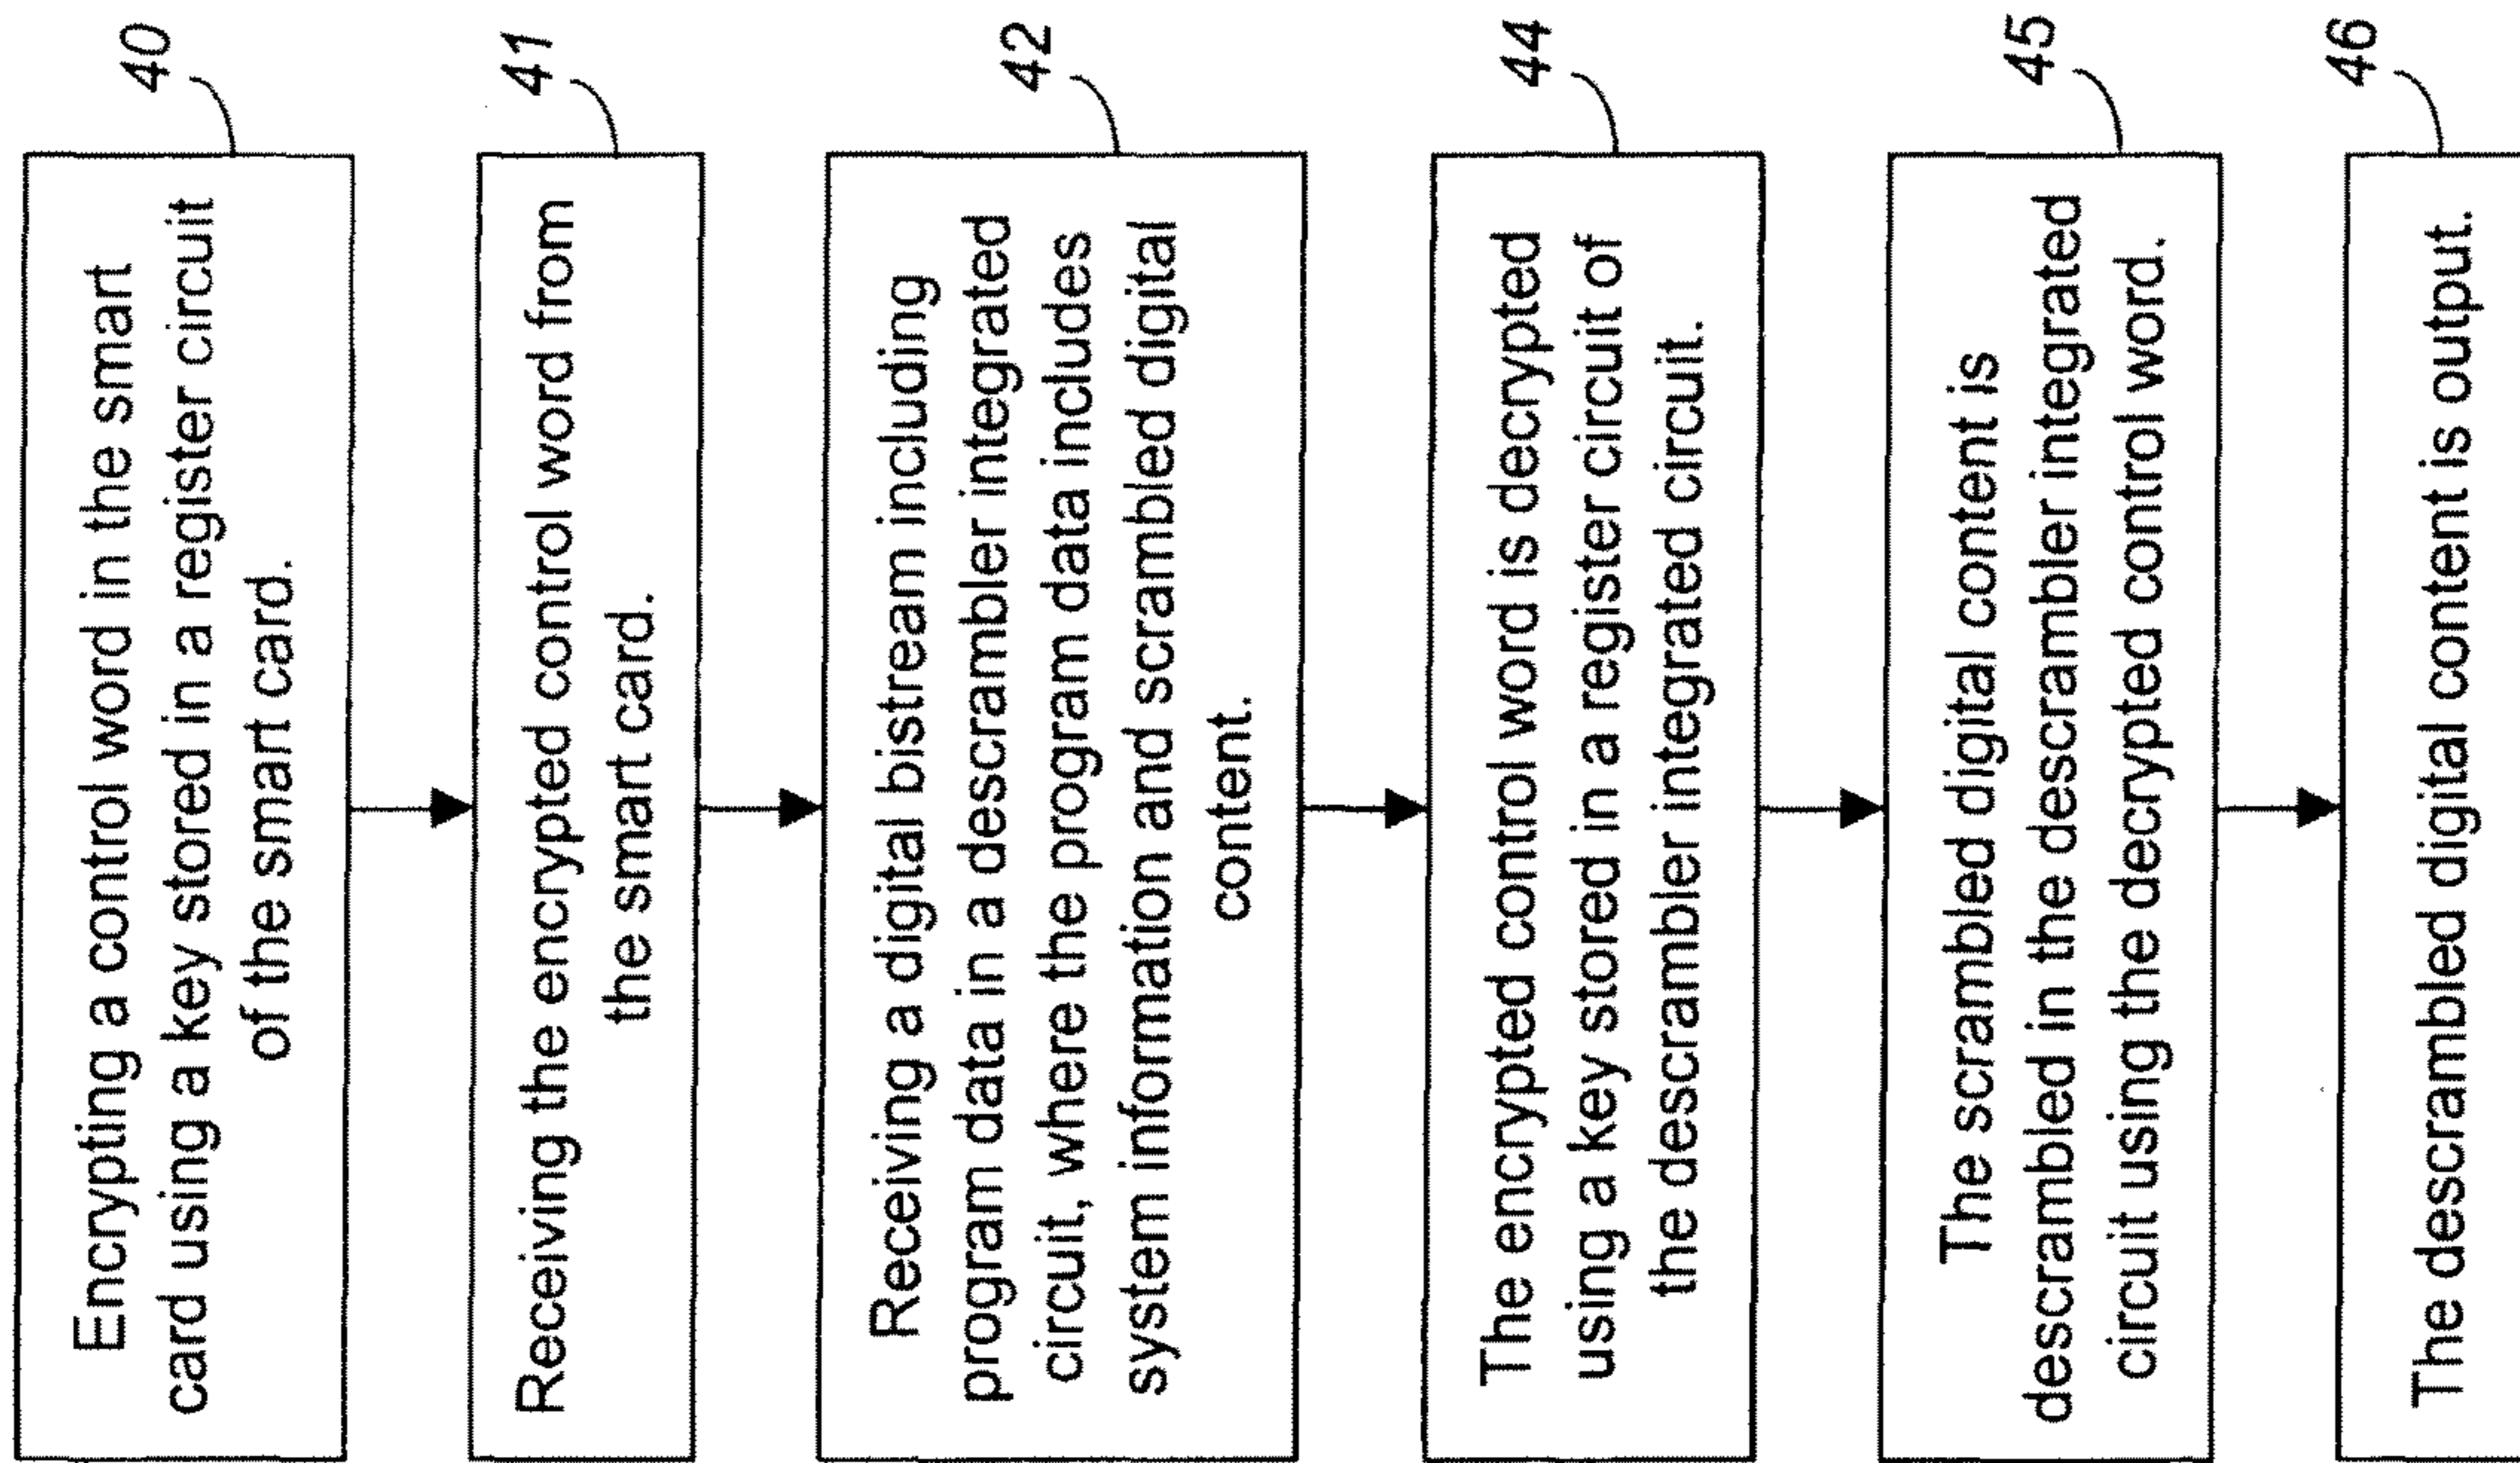 40
Encrypting a control word in the smart
card using a key stored in a register circuit
of the smart card.
41
Receiving the encrypted control word from
the smart card.
42
Receiving a digital bistream including
program data in a descrambler integrated
circuit, where the program data includes
system information and scrambled digital
content.
44
The encrypted control word is decrypted
using a key stored in a register circuit of
the descrambler integrated circuit.
45
The scrambled digital content is
descrambled in the descrambler integrated
circuit using the decrypted control word.
46
The descrambled digital content is output.